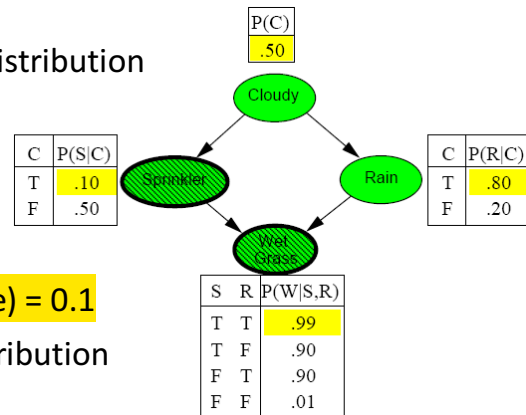 P(C)
.50
istribution
Cloudy
C P(S|C)
T .10
F .50
Sprinkler
Rain
C P(R|C)
T .80
F .20
Wet
Grass
e) = 0.1
ribution
S R P(W|S,R)
T T .99
T F .90
F T .90
F F .01